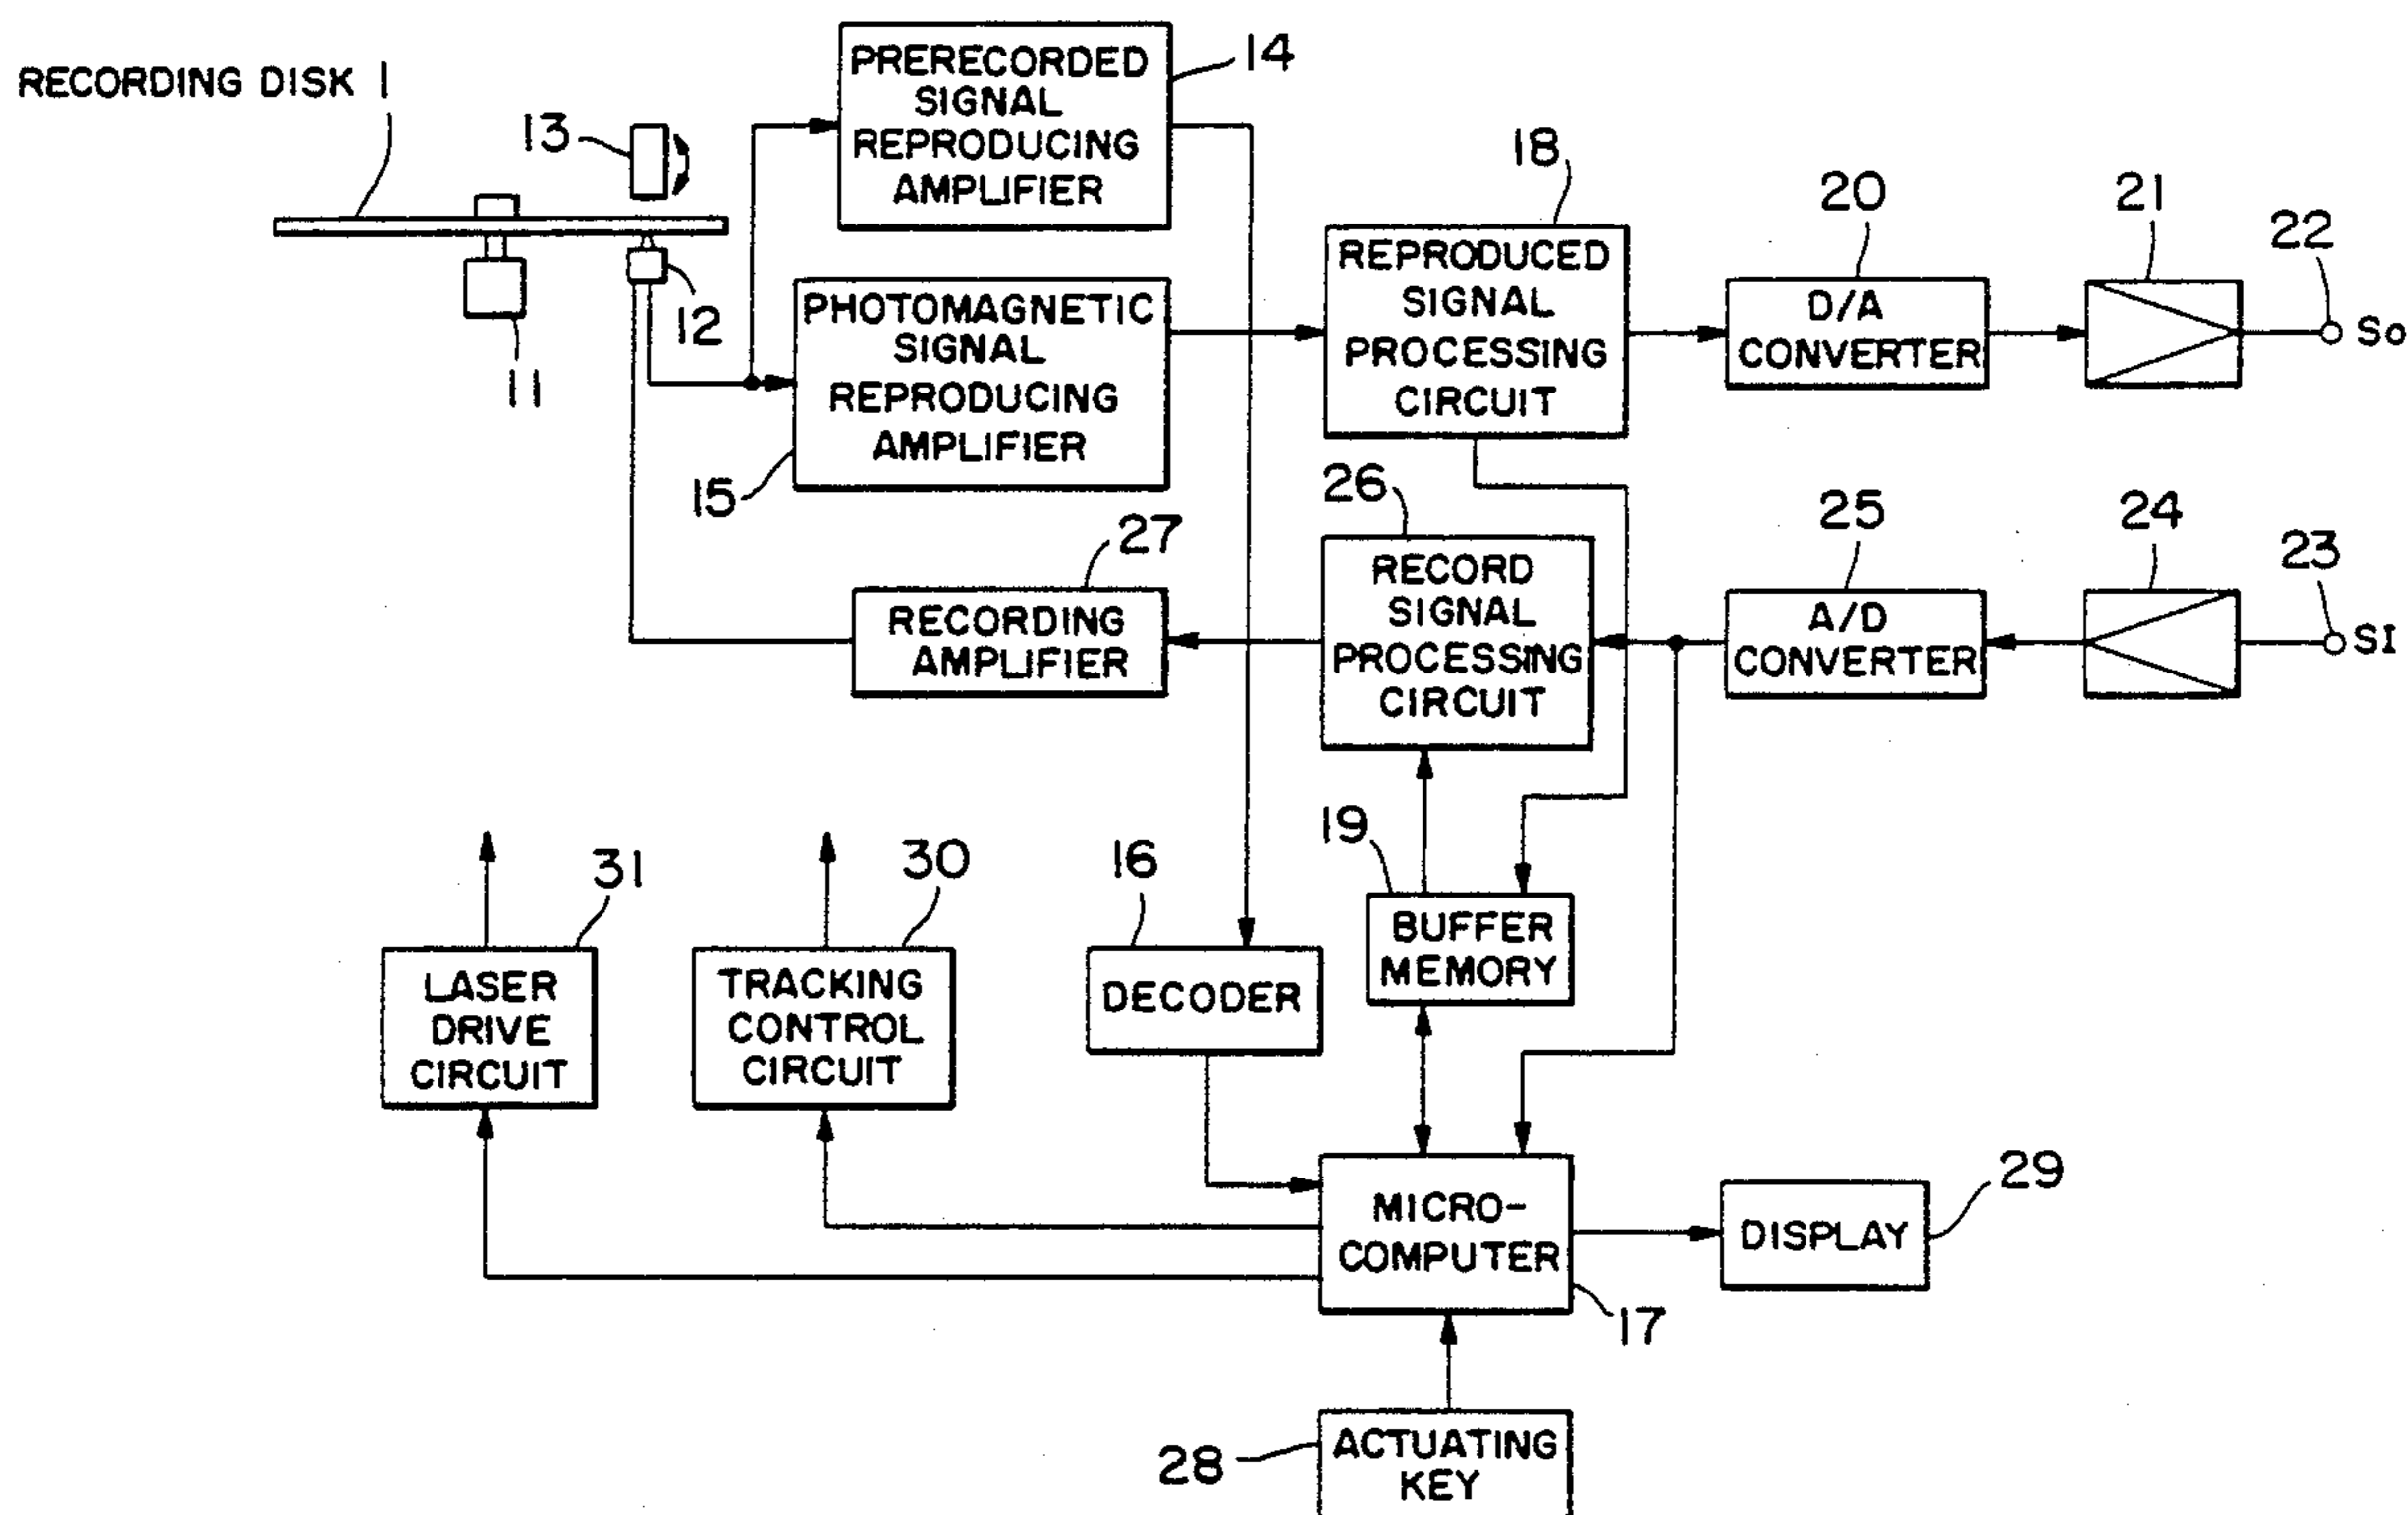 RECORDING DISK 1
13
11
12
PRERECORDED
SIGNAL
REPRODUCING
AMPLIFIER
14
PHOTOMAGNETIC
SIGNAL
REPRODUCING
AMPLIFIER
15
18
REPRODUCED
SIGNAL
PROCESSING
CIRCUIT
20
D/A
CONVERTER
21
22
So
27
RECORDING
AMPLIFIER
26
RECORD
SIGNAL
PROCESSING
CIRCUIT
25
A/D
CONVERTER
24
23
SI
31
LASER
DRIVE
CIRCUIT
30
TRACKING
CONTROL
CIRCUIT
16
DECODER
19
BUFFER
MEMORY
MICRO-
COMPUTER
17
DISPLAY
29
28
ACTUATING
KEY